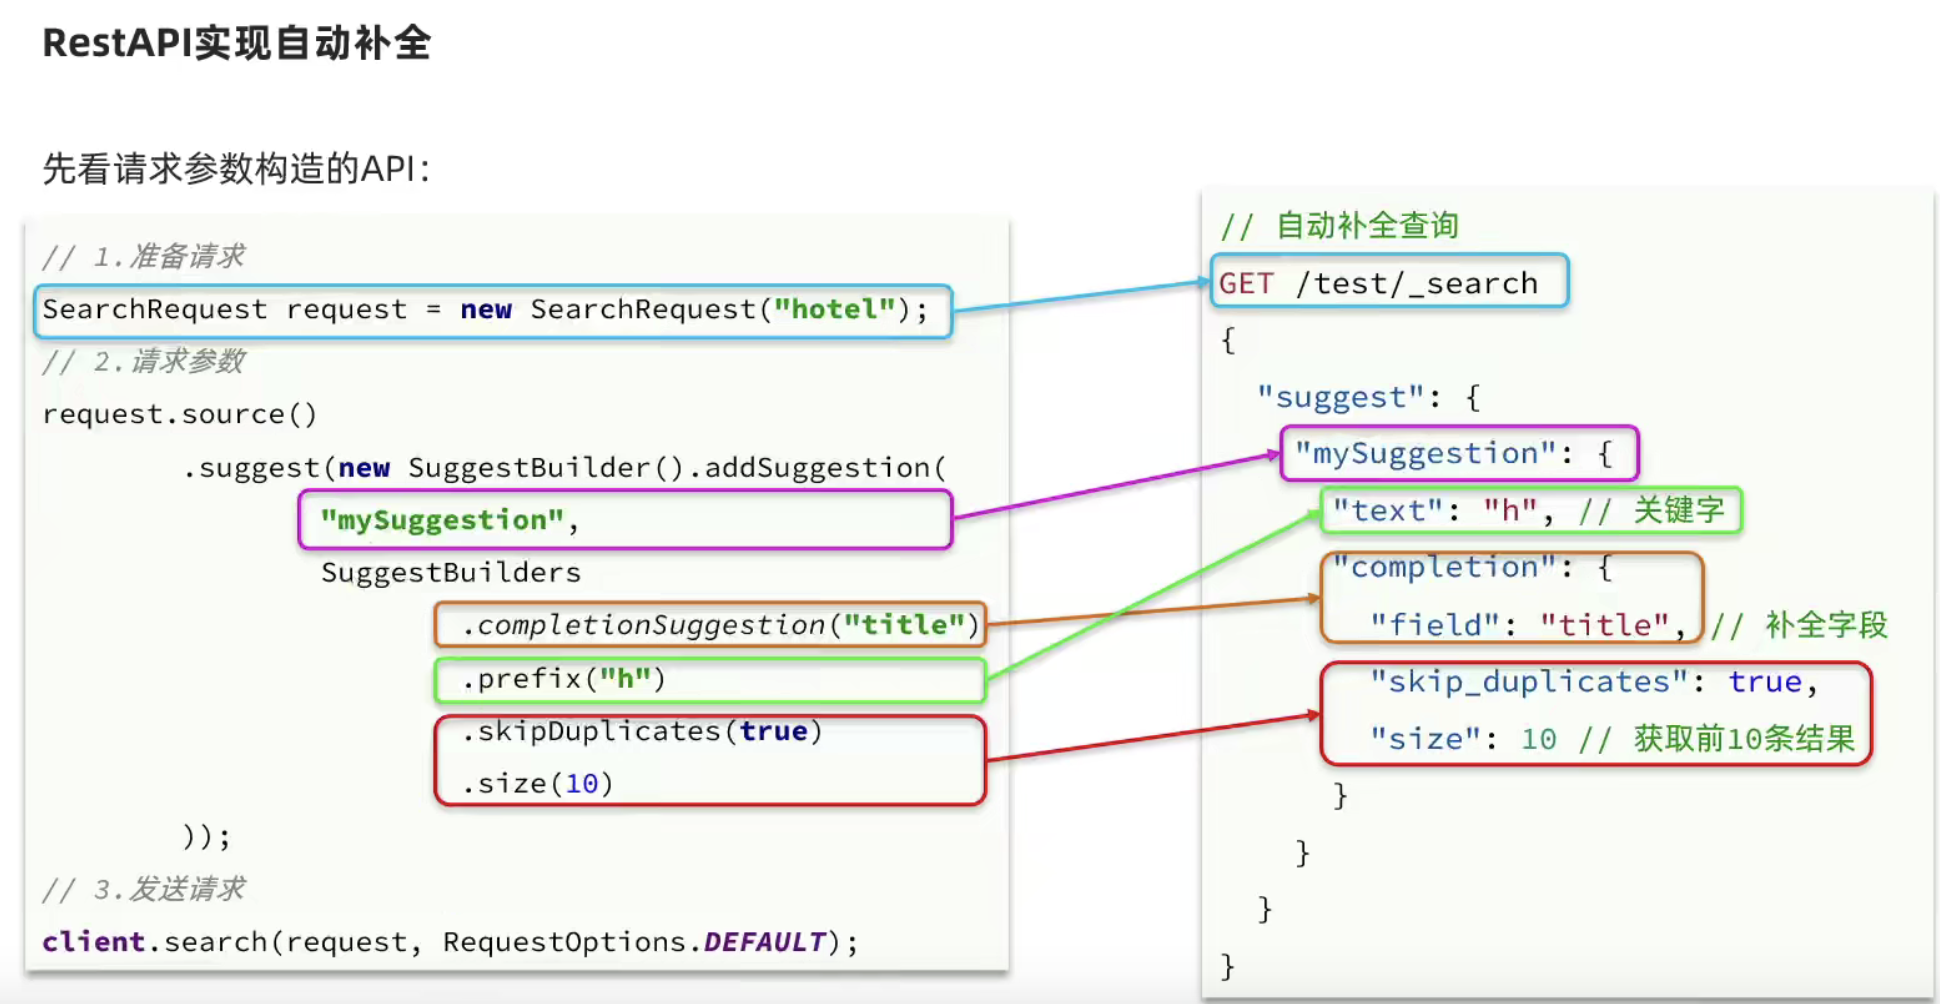 RestAPI实现自动补全
先看请求参数构造的API：
// 1.准备请求
SearchRequest request = new SearchRequest("hotel");
// 2.请求参数
request.source()
.suggest(new SuggestBuilder().addSuggestion(
"mySuggestion",
SuggestBuilders
.completionSuggestion("title")
.prefix("h")
.skipDuplicates(true)
.size(10)
));
// 3.发送请求
client.search(request, RequestOptions.DEFAULT);
// 自动补全查询
GET /test/_search
{
"suggest": {
"mySuggestion": {
"text": "h", // 关键字
"completion": {
"field": "title", // 补全字段
"skip_duplicates": true,
"size": 10 // 获取前10条结果
}
}
}
}